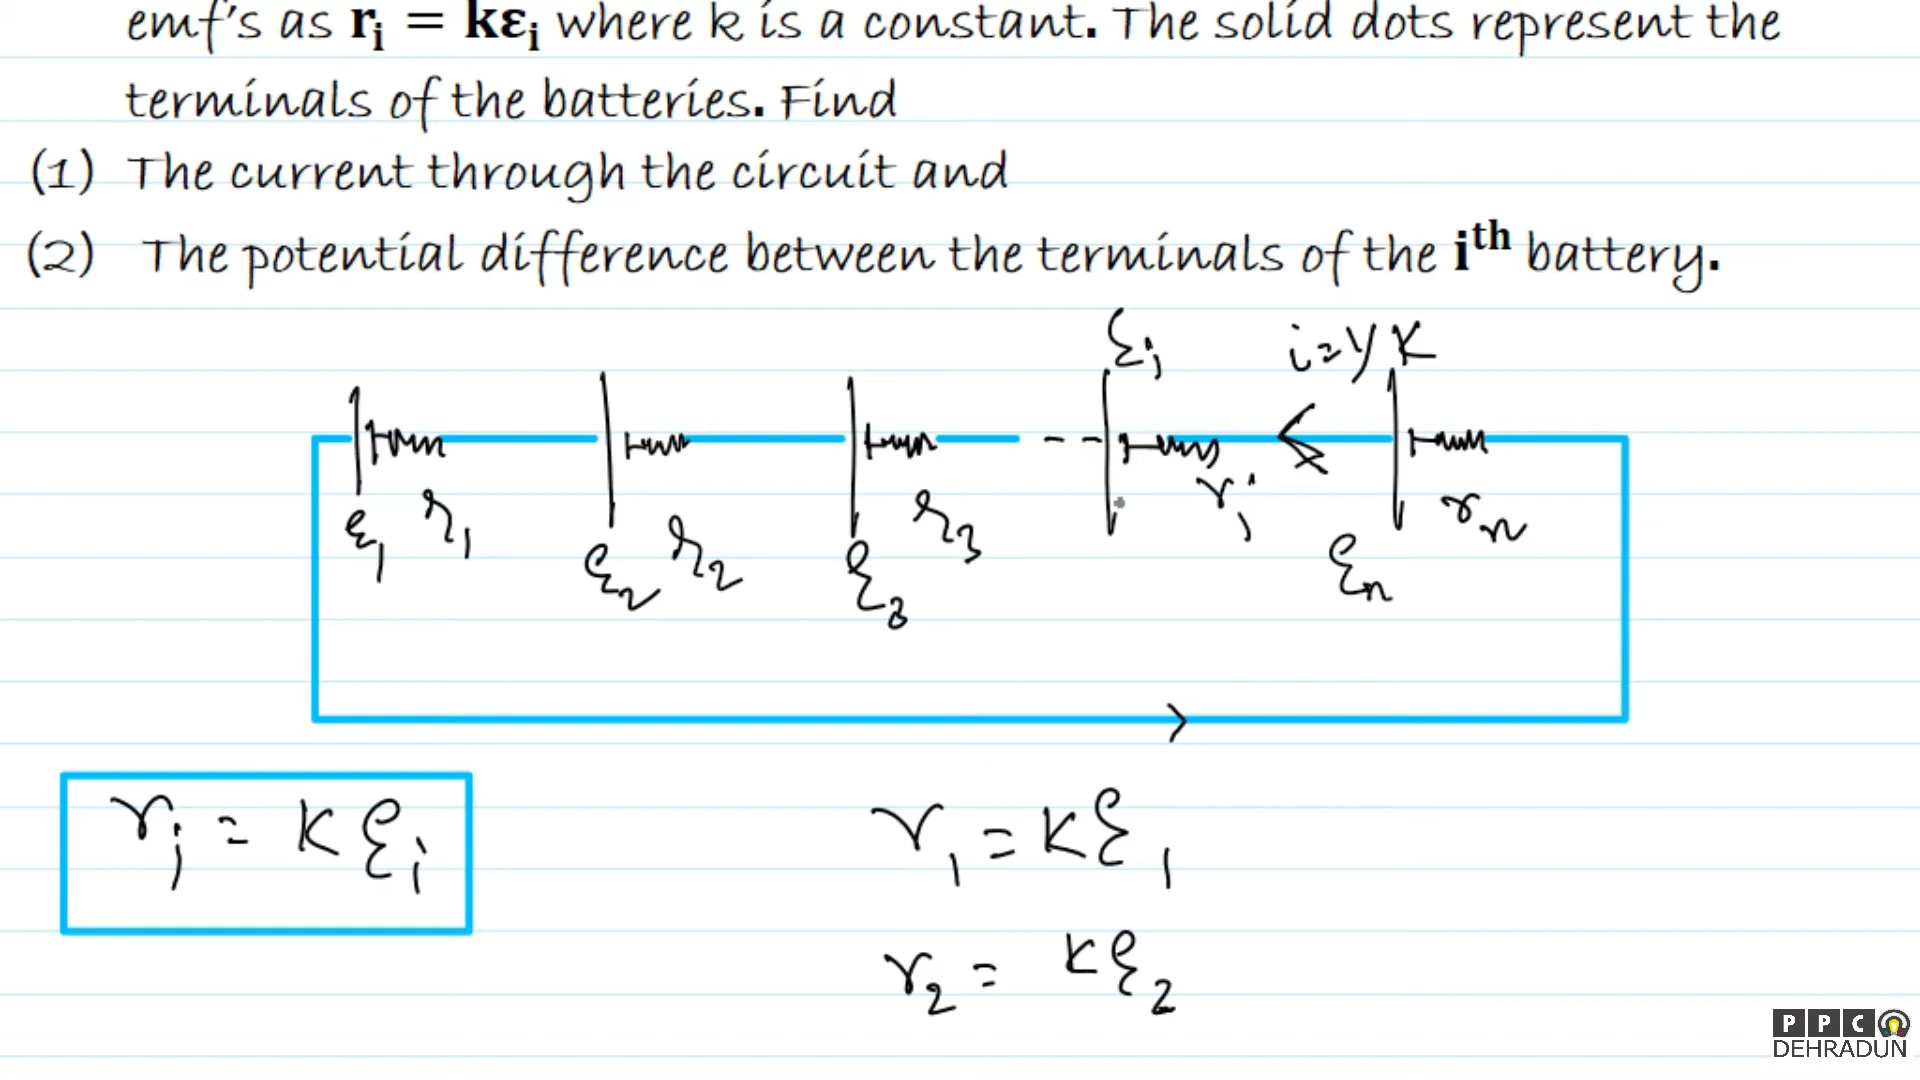 emf's as rᵢ = kεᵢ where k is a constant. The solid dots represent the
terminals of the batteries. Find
(1) The current through the circuit and
(2) The potential difference between the terminals of the iᵗʰ battery.
εᵢ i=1/K
ε₁ r₁
ε₂ r₂
ε₃ r₃
rᵢ
εₙ rₙ
rᵢ = Kεᵢ
r₁ = Kε₁
r₂ = Kε₂
PPC
DEHRADUN